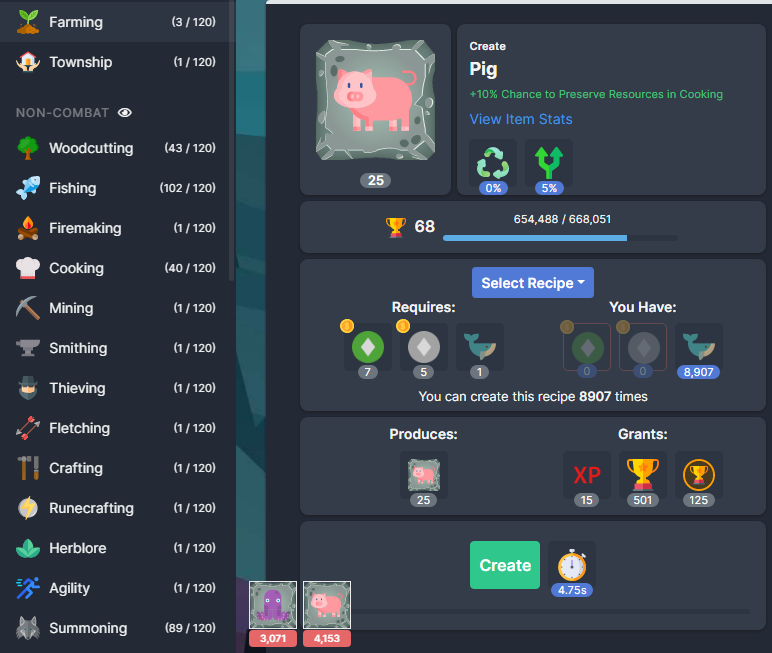 Farming (3 / 120)
Township (1 / 120)
NON-COMBAT
Woodcutting (43 / 120)
Fishing (102 / 120)
Firemaking (1 / 120)
Cooking (40 / 120)
Mining (1 / 120)
Smithing (1 / 120)
Thieving (1 / 120)
Fletching (1 / 120)
Crafting (1 / 120)
Runecrafting (1 / 120)
Herblore (1 / 120)
Agility (1 / 120)
Summoning (89 / 120)
25
Create
Pig
+10% Chance to Preserve Resources in Cooking
View Item Stats
0% 5%
68 654,488 / 668,051
Select Recipe
Requires: You Have:
7 5 1 0 0 8,907
You can create this recipe 8907 times
Produces: Grants:
XP
25 15 501 125
Create 4.75s
3,071 4,153